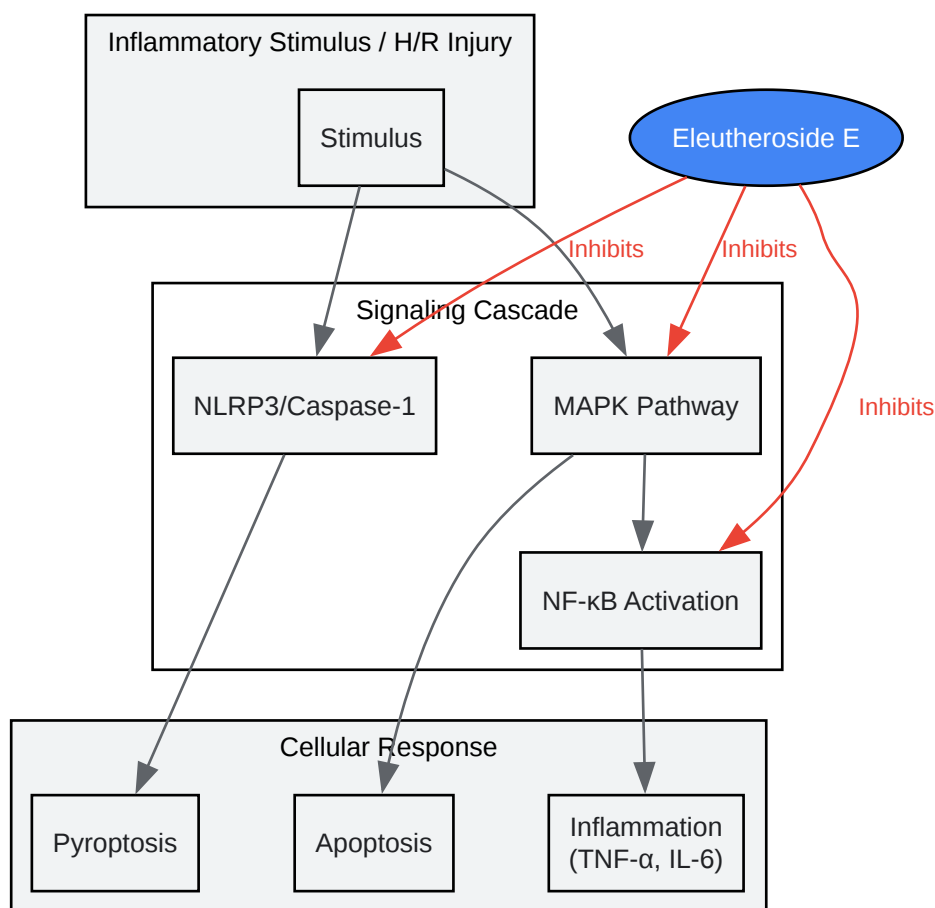 Inflammatory Stimulus / H/R Injury
Stimulus
Eleutheroside E
Inhibits
Inhibits
Signaling Cascade
NLRP3/Caspase-1
MAPK Pathway
Inhibits
NF-κB Activation
Cellular Response
Pyroptosis
Apoptosis
Inflammation
(TNF-α, IL-6)